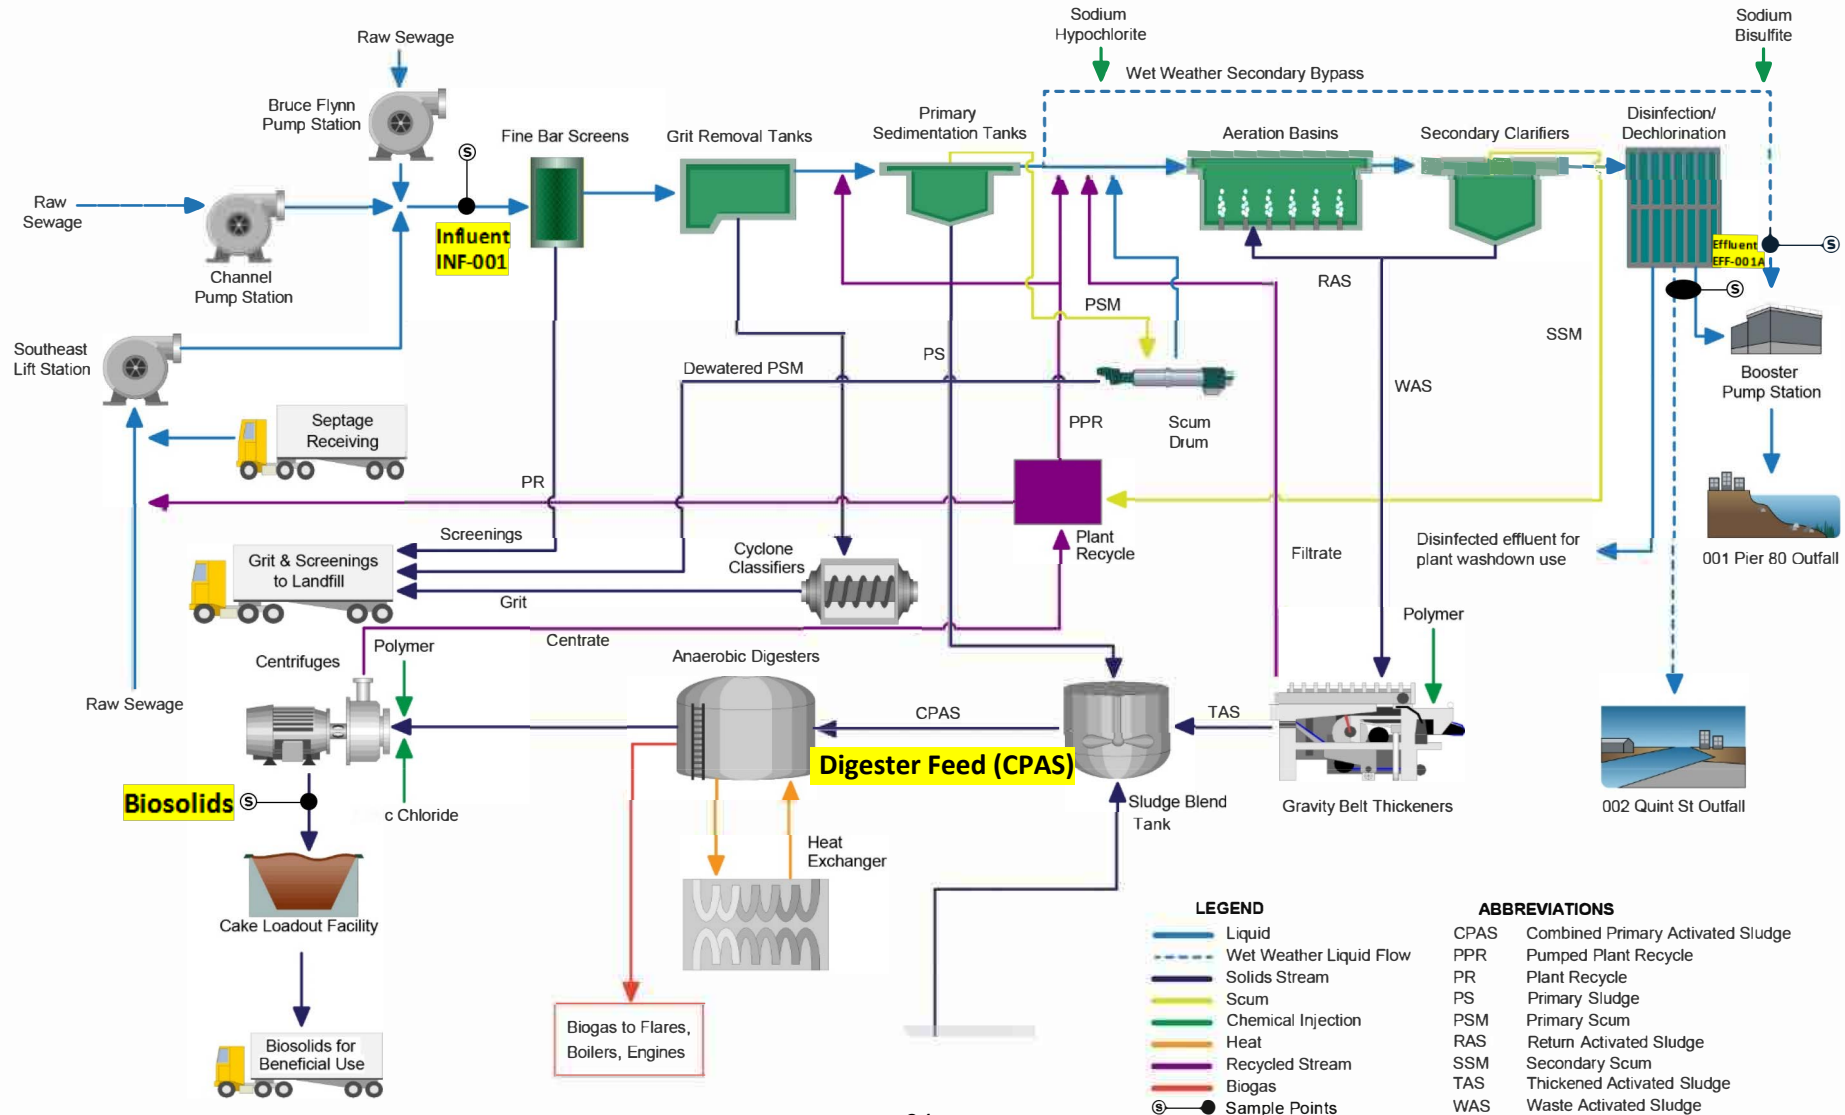 Raw Sewage
Bruce Flynn
Pump Station
S
Fine Bar Screens
Grit Removal Tanks
Primary
Sedimentation Tanks
Sodium
Hypochlorite
Wet Weather Secondary Bypass
Sodium
Bisulfite
Aeration Basins
Secondary Clarifiers
Disinfection/
Dechlorination
Raw
Sewage
Channel
Pump Station
Influent
INF-001
Effluent
EFF-001A
S
S
RAS
PSM
SSM
Southeast
Lift Station
PS
Dewatered PSM
WAS
Booster
Pump Station
Septage
Receiving
PPR
Scum
Drum
PR
Screenings
Cyclone
Classifiers
Plant
Recycle
Filtrate
Disinfected effluent for
plant washdown use
001 Pier 80 Outfall
Grit & Screenings
to Landfill
Grit
Centrate
Polymer
Polymer
Centrifuges
Anaerobic Digesters
Raw Sewage
CPAS
TAS
Digester Feed (CPAS)
Biosolids
S
c Chloride
Sludge Blend
Tank
Gravity Belt Thickeners
002 Quint St Outfall
Heat
Exchanger
Cake Loadout Facility
Biogas to Flares,
Boilers, Engines
Biosolids for
Beneficial Use
LEGEND
Liquid
Wet Weather Liquid Flow
Solids Stream
Scum
Chemical Injection
Heat
Recycled Stream
Biogas
S Sample Points
ABBREVIATIONS
CPAS Combined Primary Activated Sludge
PPR Pumped Plant Recycle
PR Plant Recycle
PS Primary Sludge
PSM Primary Scum
RAS Return Activated Sludge
SSM Secondary Scum
TAS Thickened Activated Sludge
WAS Waste Activated Sludge